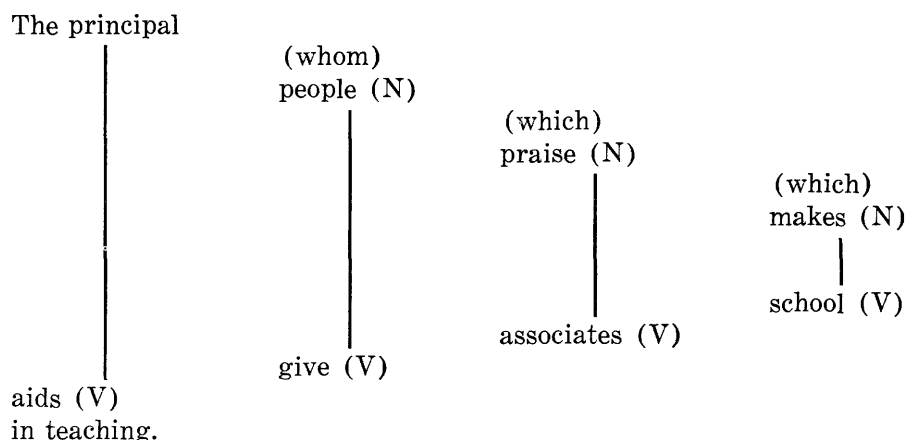 The principal
(whom)
people (N)
(which)
praise (N)
(which)
makes (N)
school (V)
associates (V)
give (V)
aids (V)
in teaching.